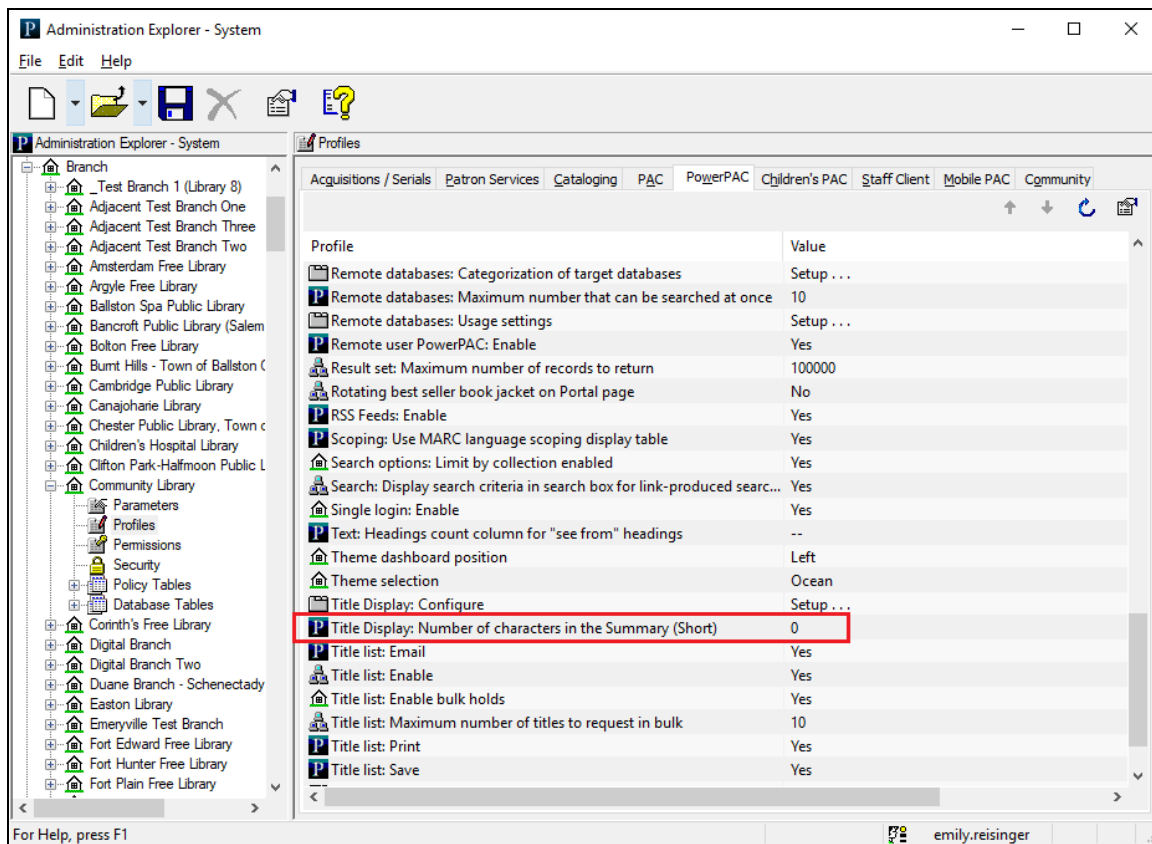 Administration Explorer - System
File Edit Help
Administration Explorer - System
Branch
_Test Branch 1 (Library 8)
Adjacent Test Branch One
Adjacent Test Branch Three
Adjacent Test Branch Two
Amsterdam Free Library
Argyle Free Library
Ballston Spa Public Library
Bancroft Public Library (Salem
Bolton Free Library
Burnt Hills - Town of Ballston C
Cambridge Public Library
Canajoharie Library
Chester Public Library, Town o
Children's Hospital Library
Clifton Park-Halfmoon Public L
Community Library
Parameters
Profiles
Permissions
Security
Policy Tables
Database Tables
Corinth's Free Library
Digital Branch
Digital Branch Two
Duane Branch - Schenectady
Easton Library
Emeryville Test Branch
Fort Edward Free Library
Fort Hunter Free Library
Fort Plain Free Library
Profiles
Acquisitions / Serials Patron Services Cataloging PAC PowerPAC Children's PAC Staff Client Mobile PAC Community
Profile Value
Remote databases: Categorization of target databases Setup . . .
Remote databases: Maximum number that can be searched at once 10
Remote databases: Usage settings Setup . . .
Remote user PowerPAC: Enable Yes
Result set: Maximum number of records to return 100000
Rotating best seller book jacket on Portal page No
RSS Feeds: Enable Yes
Scoping: Use MARC language scoping display table Yes
Search options: Limit by collection enabled Yes
Search: Display search criteria in search box for link-produced searc... Yes
Single login: Enable Yes
Text: Headings count column for "see from" headings --
Theme dashboard position Left
Theme selection Ocean
Title Display: Configure Setup . . .
Title Display: Number of characters in the Summary (Short) 0
Title list: Email Yes
Title list: Enable Yes
Title list: Enable bulk holds Yes
Title list: Maximum number of titles to request in bulk 10
Title list: Print Yes
Title list: Save Yes
For Help, press F1
emily.reisinger